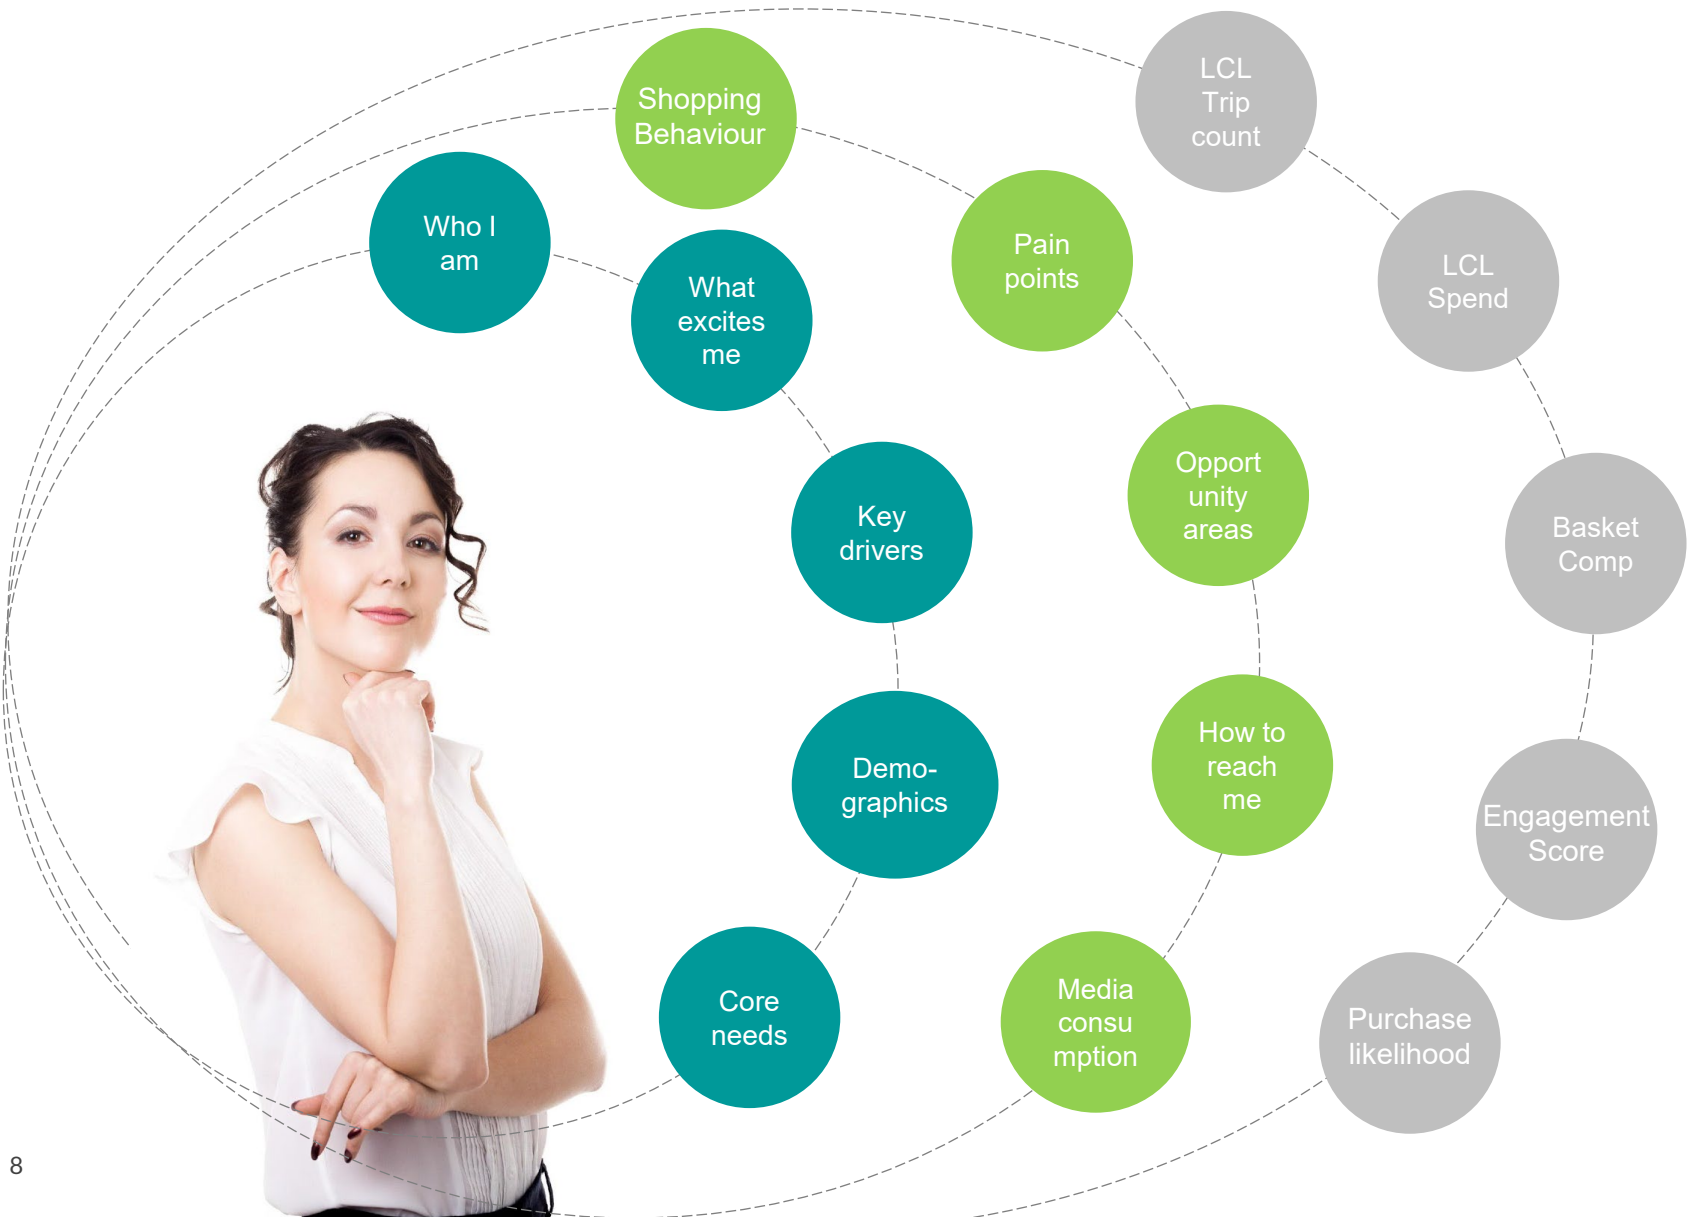 Who I
am
What
excites
me
Key
drivers
Demo-
graphics
Core
needs
Shopping
Behaviour
Pain
points
Opport
unity
areas
How to
reach
me
Media
consu
mption
LCL
Trip
count
LCL
Spend
Basket
Comp
Engagement
Score
Purchase
likelihood
8